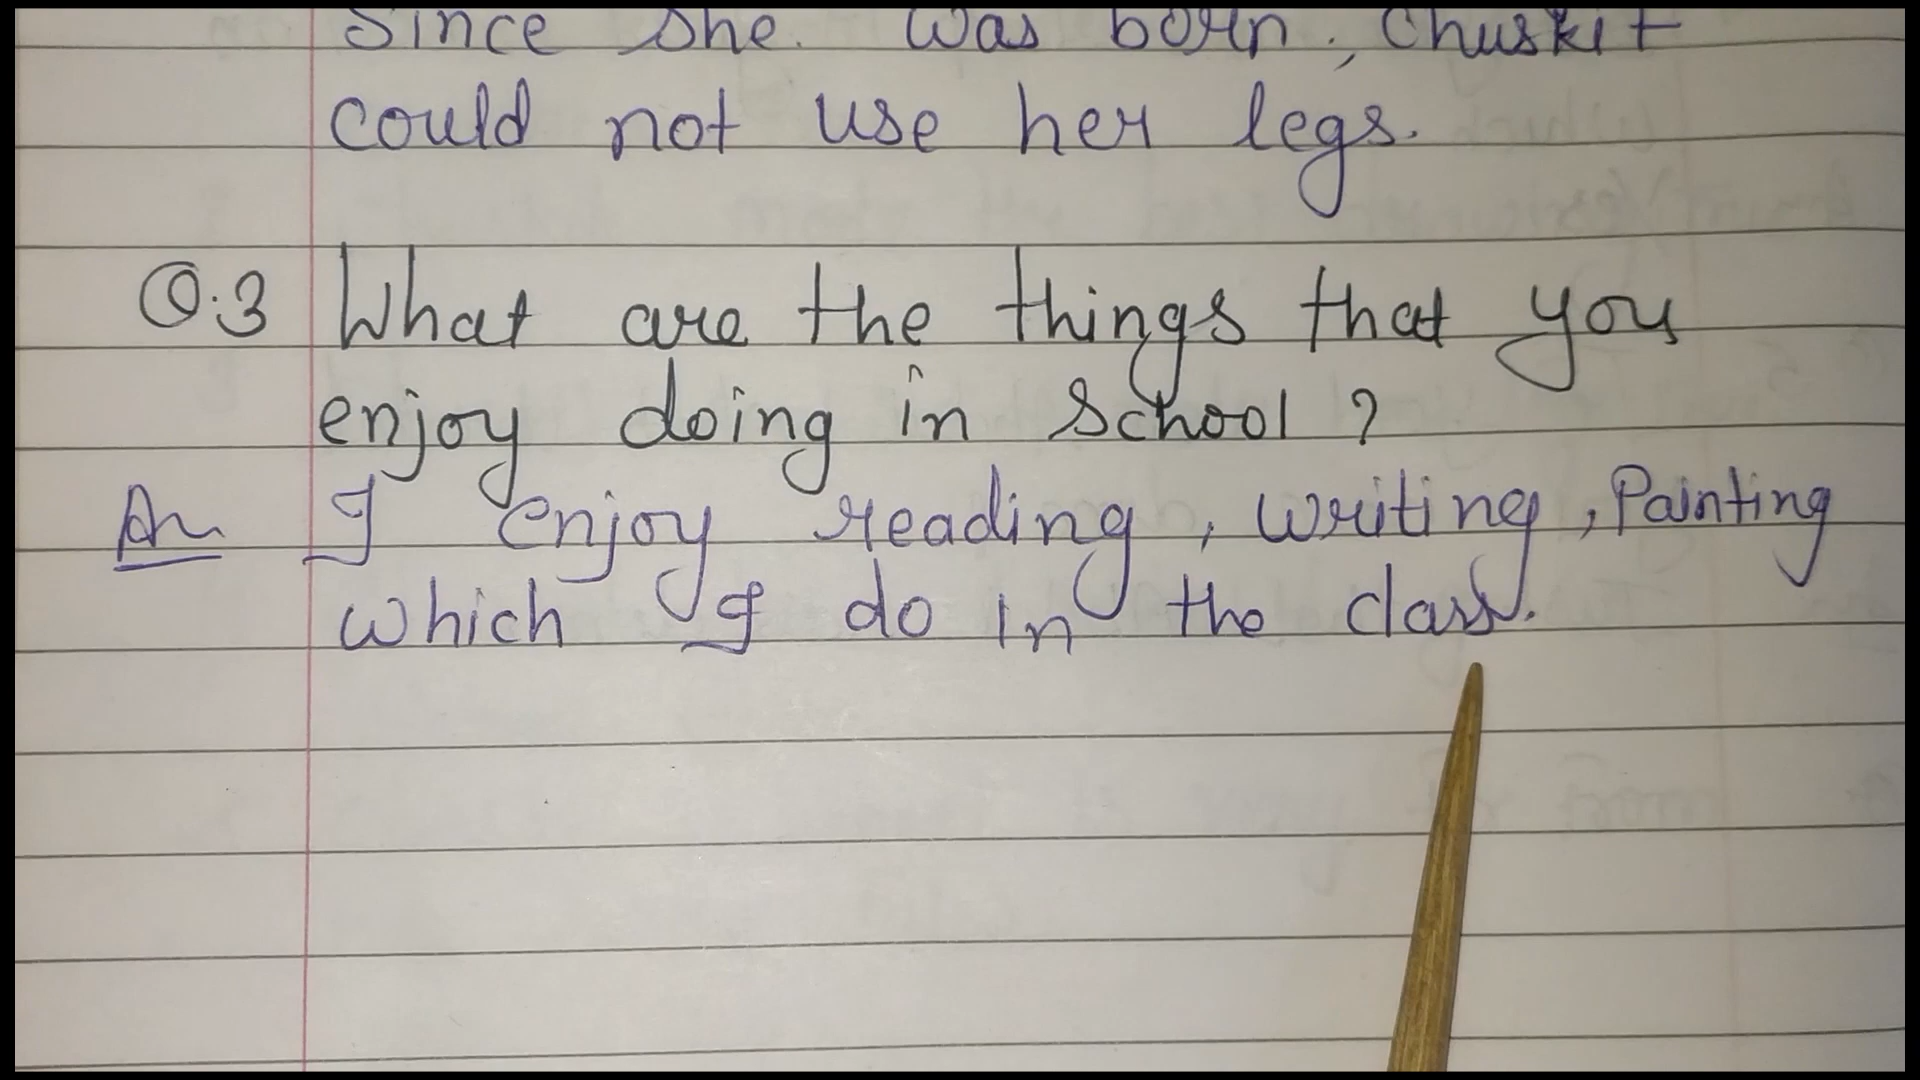 Since she. was born, Chuskit
could not use her legs.
Q.3 What are the things that you
enjoy doing in school ?
An I enjoy reading, writing, Painting
which I do in the class.